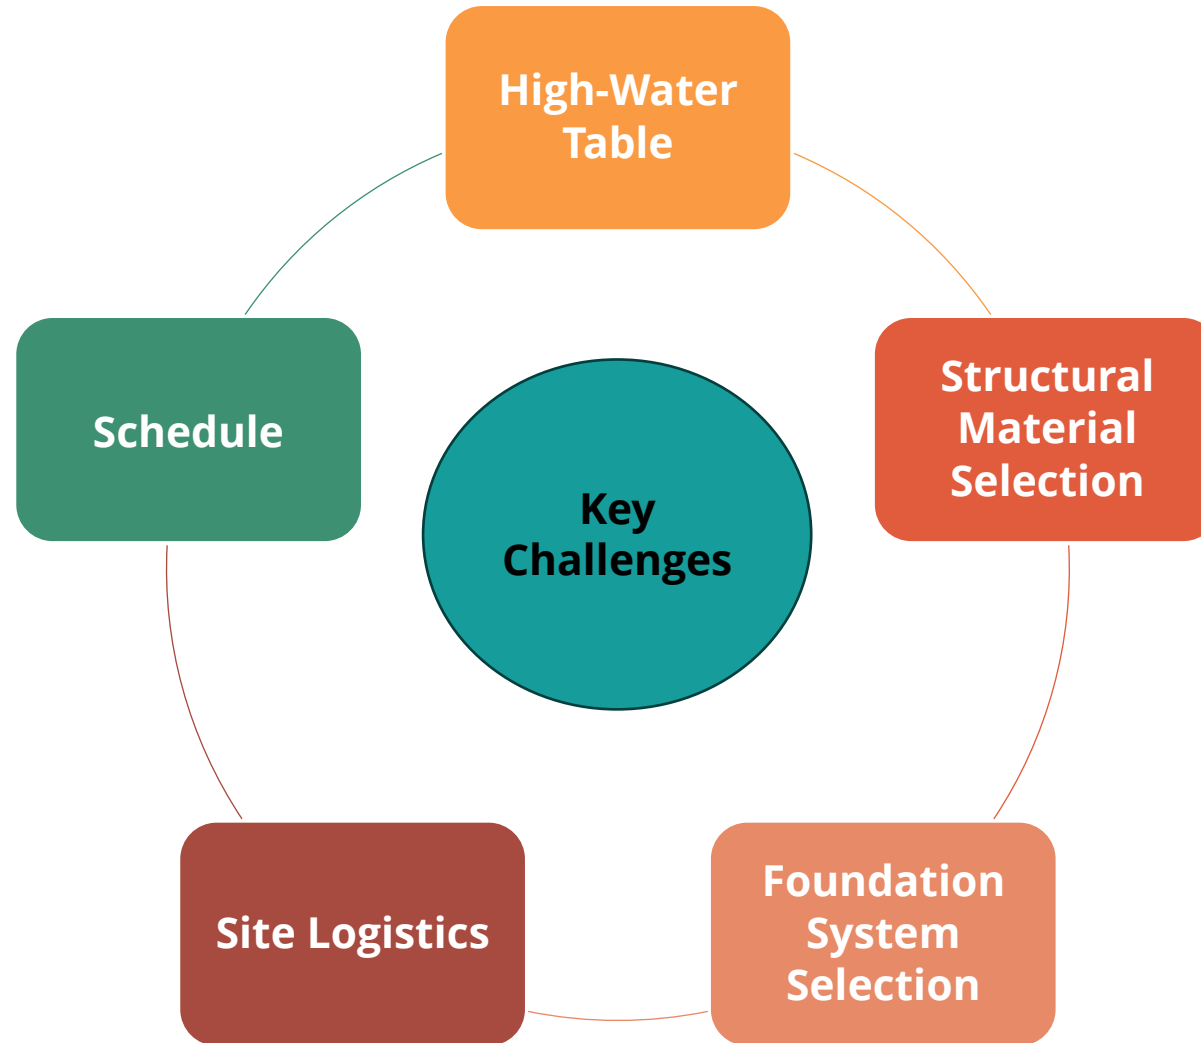 High-Water
Table
Structural
Material
Selection
Schedule
Key
Challenges
Foundation
System
Selection
Site Logistics